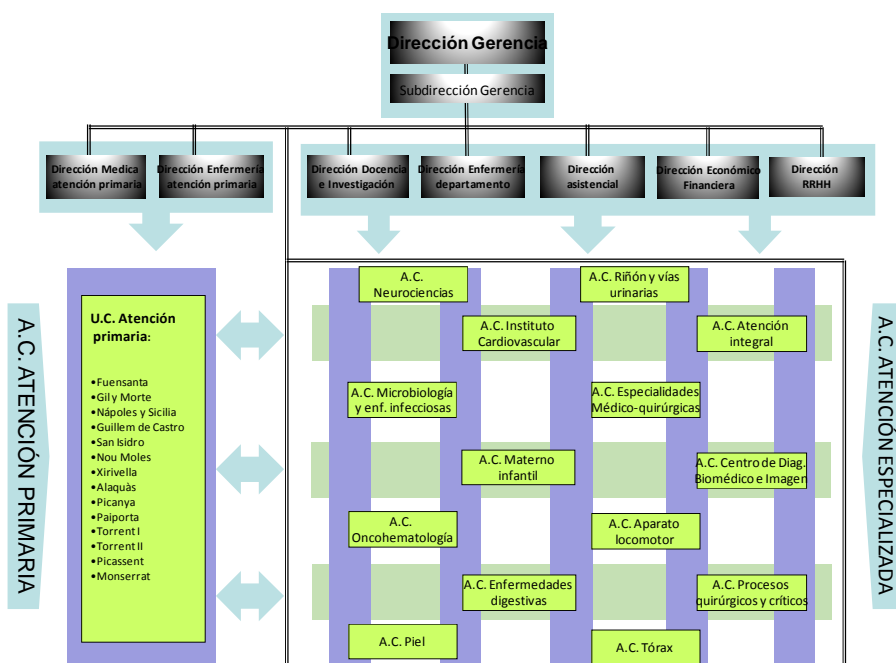 Dirección Gerencia
Subdirección Gerencia
Dirección Medica
atención primaria
Dirección Enfermería
atención primaria
Dirección Docencia
e Investigación
Dirección Enfermería
departamento
Dirección
asistencial
Dirección Económico
Financiera
Dirección
RRHH
A.C. ATENCIÓN PRIMARIA
U.C. Atención
primaria:
•Fuensanta
•Gil y Morte
•Nápoles y Sicilia
•Guillem de Castro
•San Isidro
•Nou Moles
•Xirivella
•Alaquàs
•Picanya
•Paiporta
•Torrent I
•Torrent II
•Picassent
•Monserrat
A.C.
Neurociencias
A.C. Riñón y vías
urinarias
A.C. Instituto
Cardiovascular
A.C. Atención
integral
A.C. Microbiología
y enf. infecciosas
A.C. Especialidades
Médico-quirúrgicas
A.C. Materno
infantil
A.C. Centro de Diag.
Biomédico e Imagen
A.C.
Oncohematología
A.C. Aparato
locomotor
A.C. Enfermedades
digestivas
A.C. Procesos
quirúrgicos y críticos
A.C. Piel
A.C. Tórax
A.C. ATENCIÓN ESPECIALIZADA